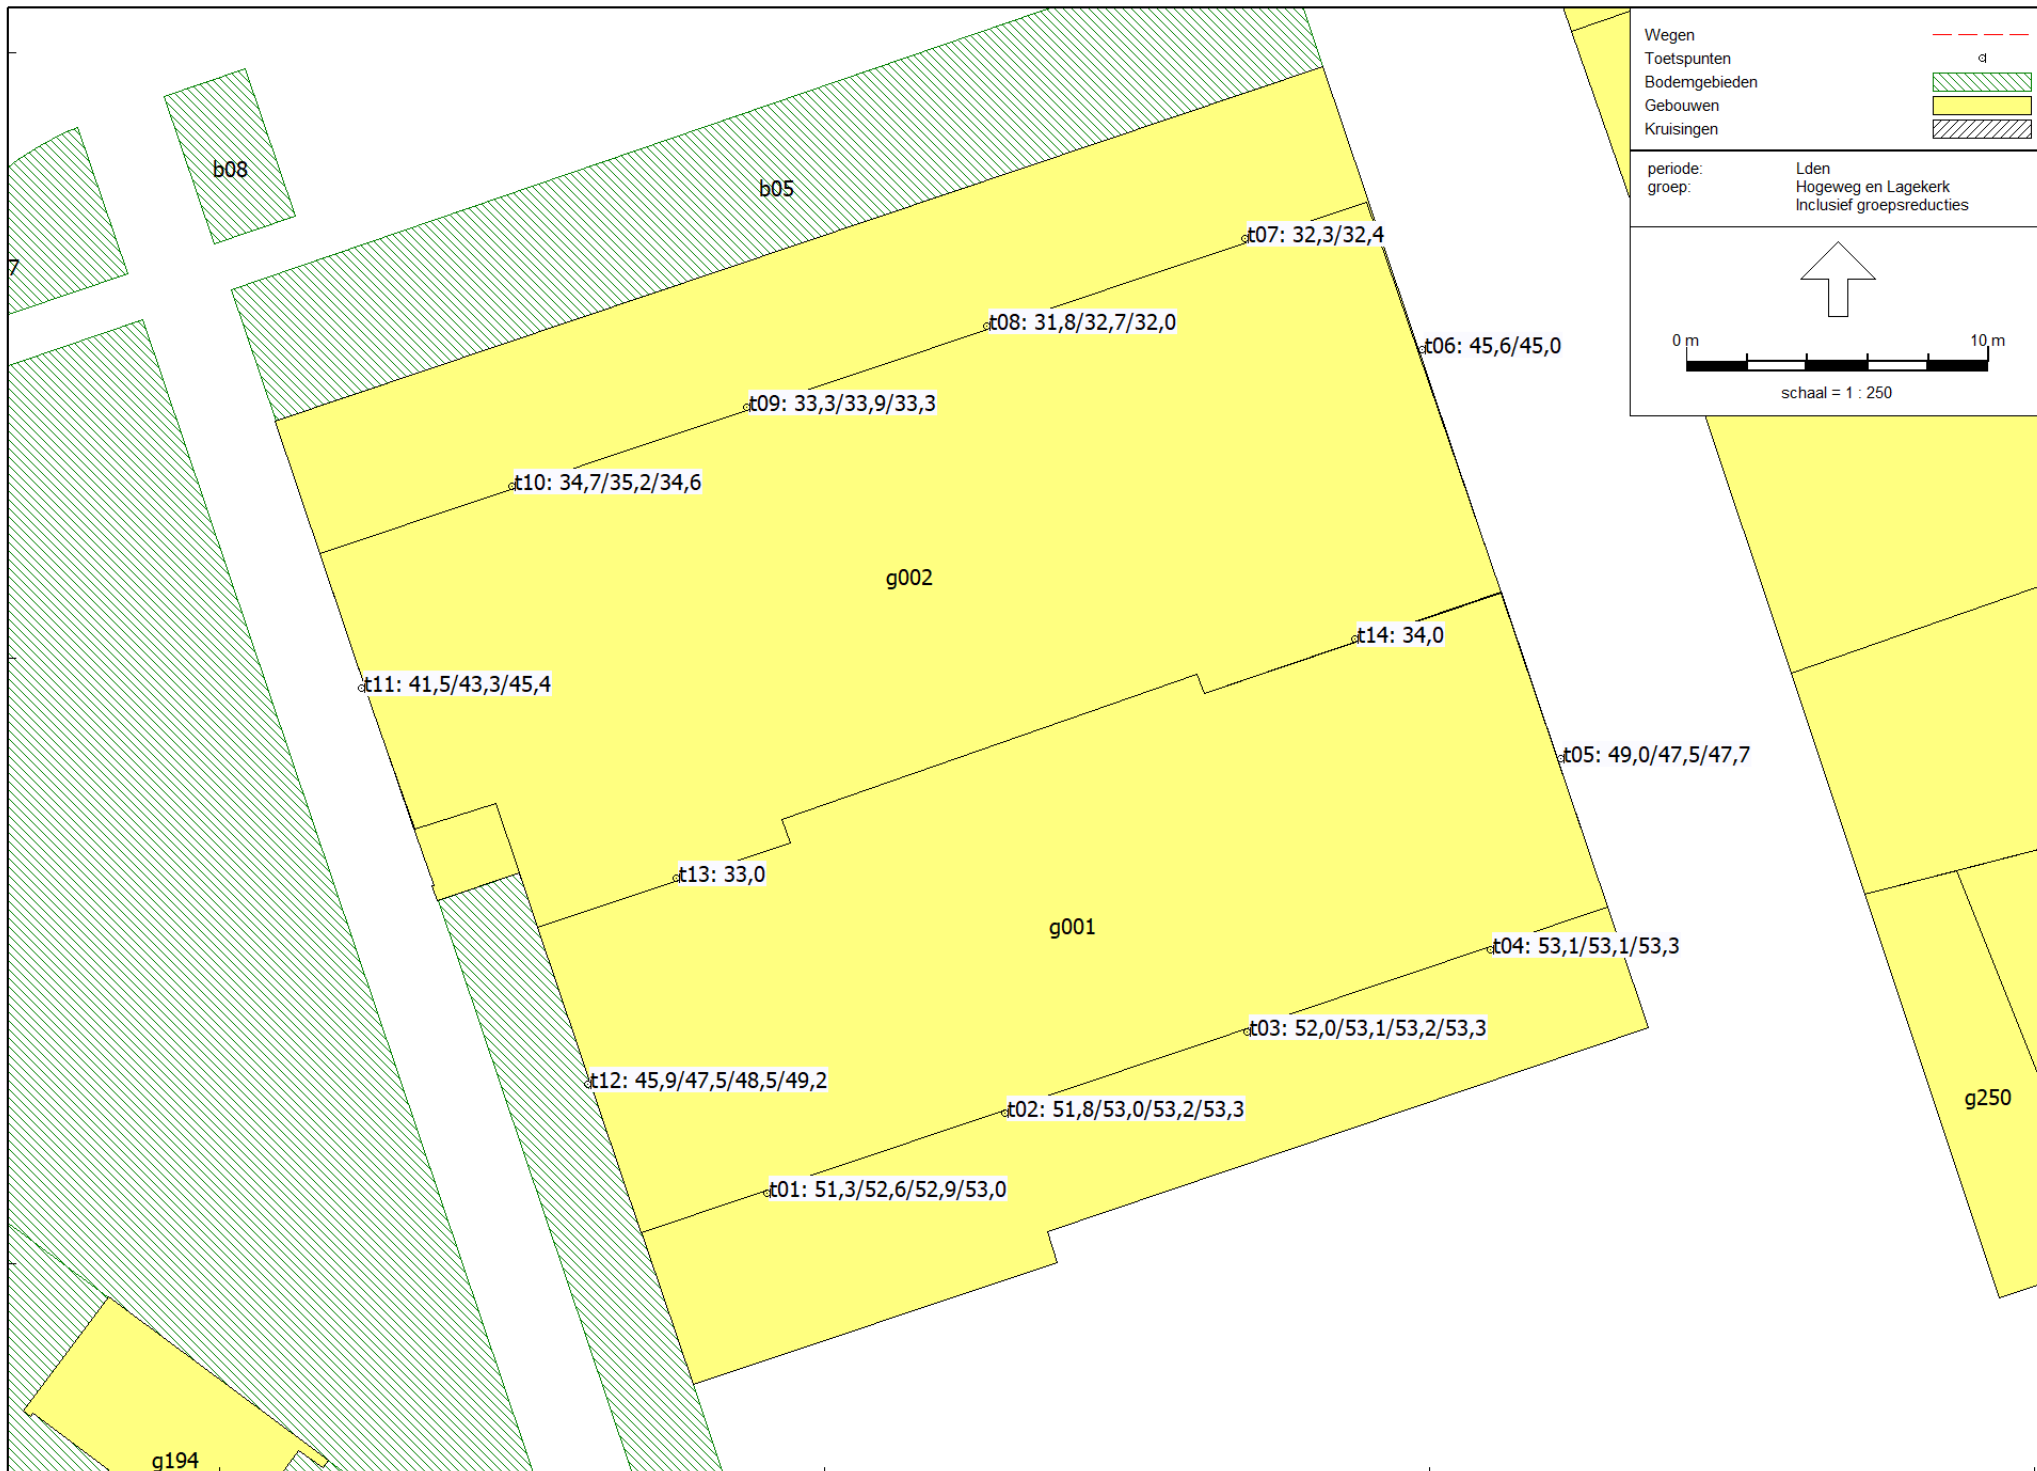 Wegen
Toetspunten
Bodemgebieden
Gebouwen
Kruisingen
periode: Lden
groep: Hogeweg en Lagekerk
Inclusief groepsreducties
0 m 10 m
schaal = 1 : 250
b08
b05
7
t07: 32,3/32,4
t08: 31,8/32,7/32,0
t06: 45,6/45,0
t09: 33,3/33,9/33,3
t10: 34,7/35,2/34,6
g002
t14: 34,0
t11: 41,5/43,3/45,4
t05: 49,0/47,5/47,7
t13: 33,0
g001
t04: 53,1/53,1/53,3
t03: 52,0/53,1/53,2/53,3
t12: 45,9/47,5/48,5/49,2
g250
t02: 51,8/53,0/53,2/53,3
t01: 51,3/52,6/52,9/53,0
g194